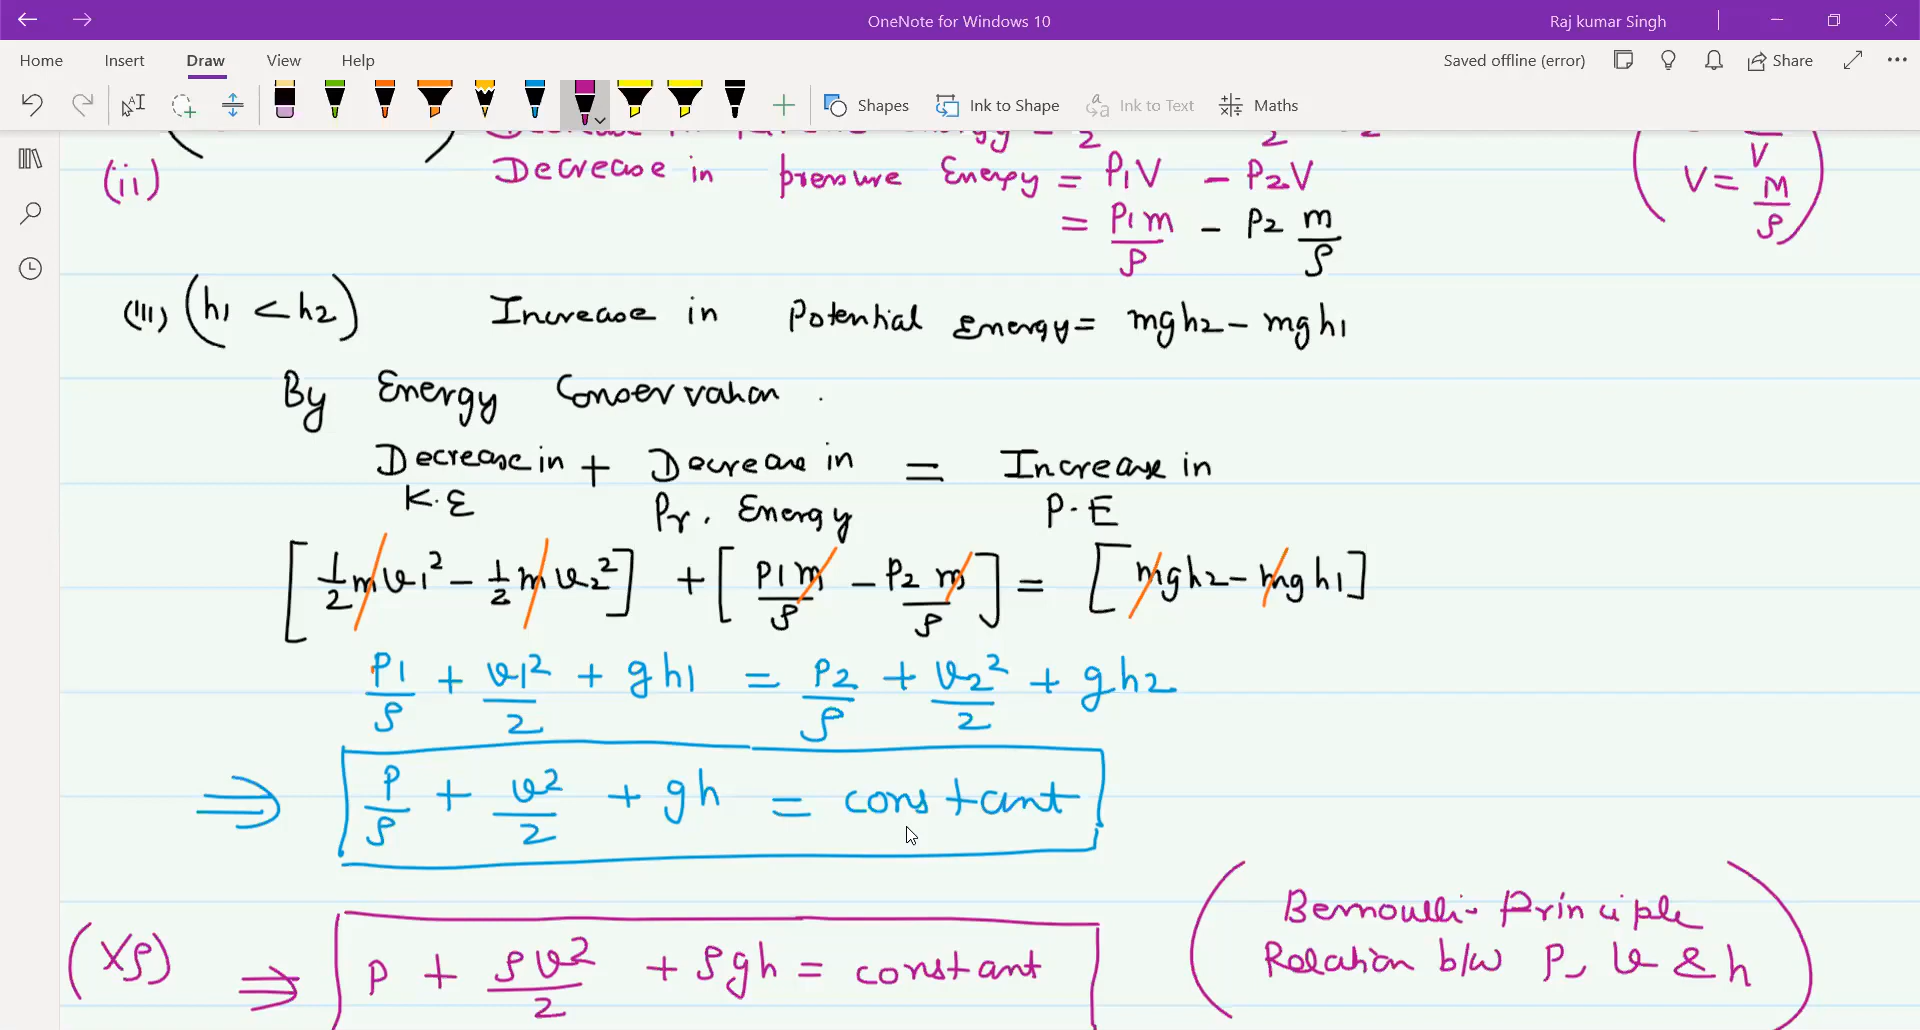 OneNote for Windows 10
Raj kumar Singh
Home Insert Draw View Help
Saved offline (error) Share
Shapes Ink to Shape Ink to Text Maths
(ii) Decrease in pressure Energy = P1V - P2V
= P1m/ρ - P2 m/ρ
V = M/ρ
(III) (h1 < h2) Increase in Potential Energy = mgh2 - mgh1
By Energy Conservation.
Decrease in K.E + Decrease in Pr. Energy = Increase in P.E
[½mv1² - ½mv2²] + [P1m/ρ - P2m/ρ] = [mgh2 - mgh1]
P1/ρ + v1²/2 + gh1 = P2/ρ + v2²/2 + gh2
⇒ P/ρ + v²/2 + gh = constant
(Xρ) ⇒ P + ρv²/2 + ρgh = constant
(Bernoulli- Principle
Relation b/w P, v & h)